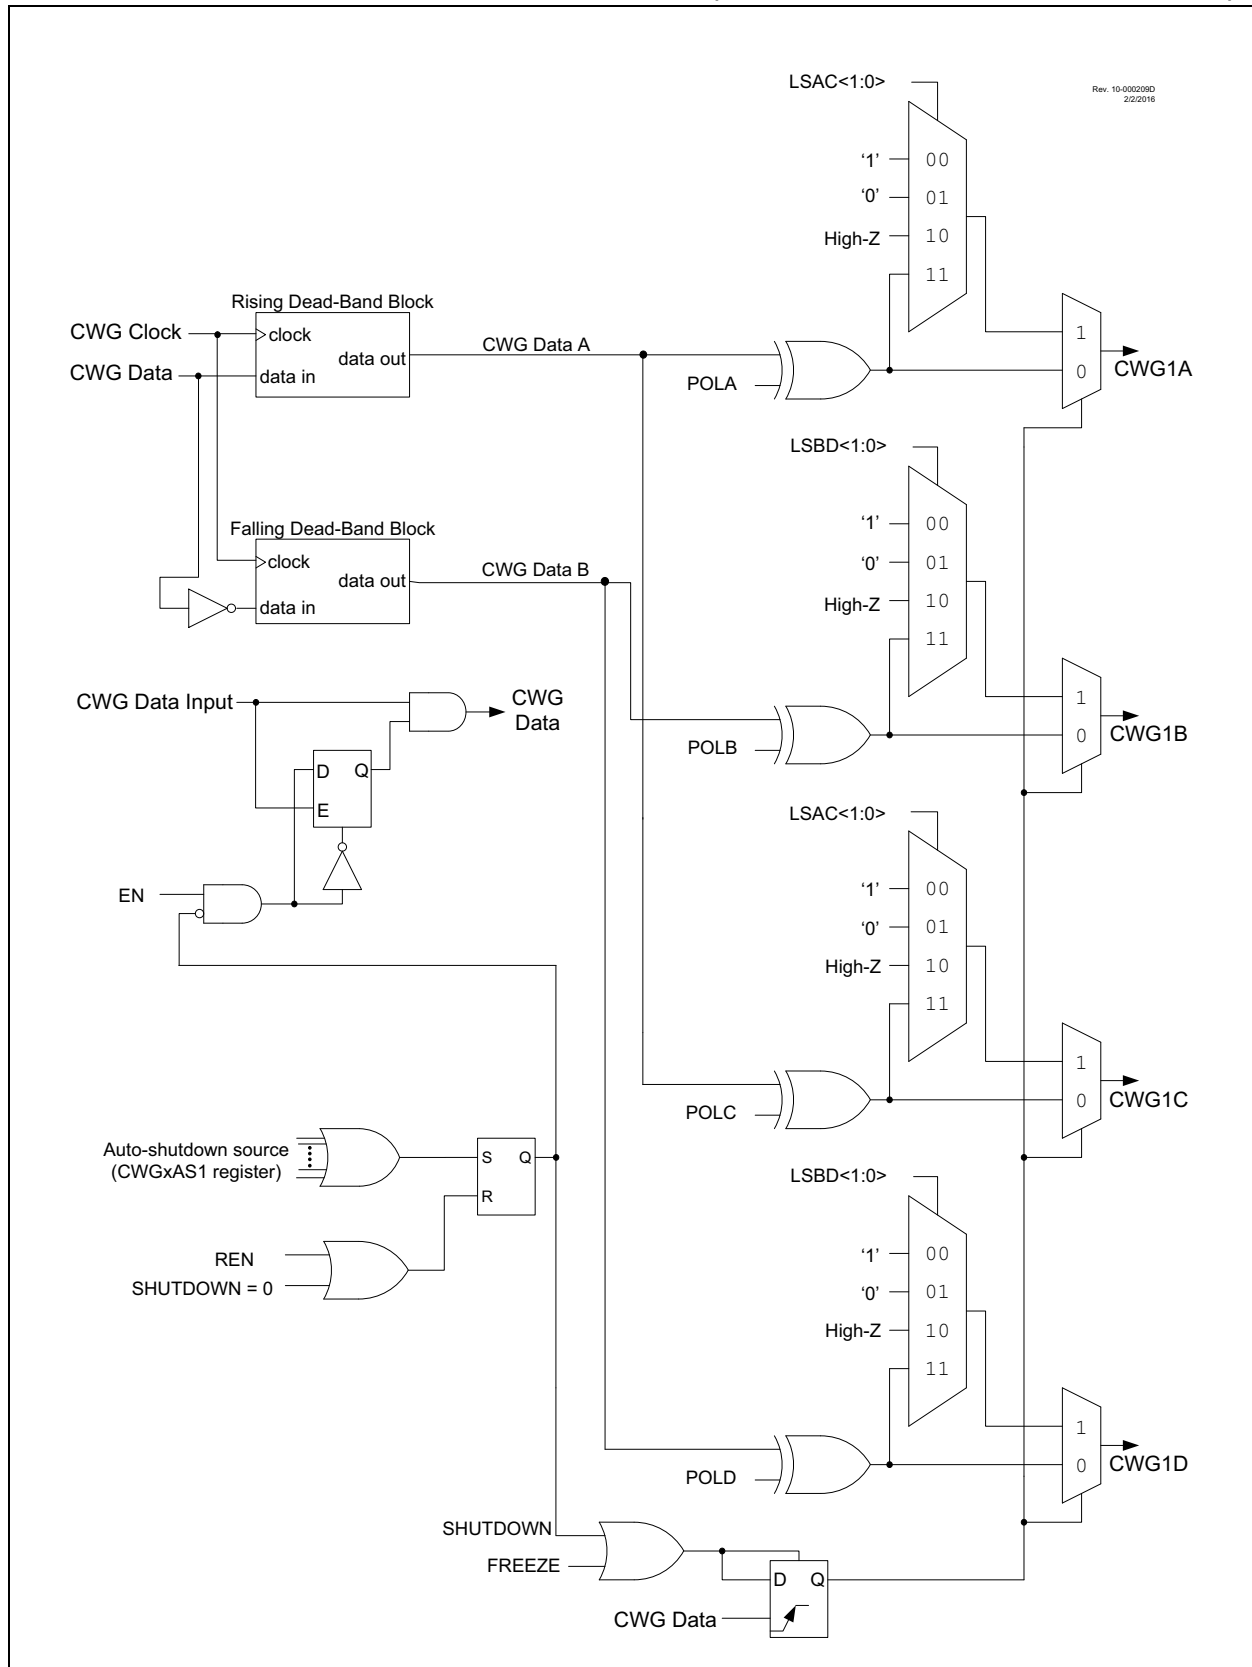 LSAC<1:0>
Rev. 10-000209D
2/2/2016
‘1’ 00
‘0’ 01
High-Z 10
11
Rising Dead-Band Block
CWG Clock
clock
data out
CWG Data
data in
CWG Data A
POLA
1
0
CWG1A
LSBD<1:0>
‘1’ 00
‘0’ 01
High-Z 10
11
Falling Dead-Band Block
clock
data out
data in
CWG Data B
POLB
1
0
CWG1B
CWG Data Input
CWG
Data
D Q
E
EN
LSAC<1:0>
‘1’ 00
‘0’ 01
High-Z 10
11
POLC
1
0
CWG1C
Auto-shutdown source
(CWGxAS1 register)
S Q
R
REN
SHUTDOWN = 0
LSBD<1:0>
‘1’ 00
‘0’ 01
High-Z 10
11
POLD
1
0
CWG1D
SHUTDOWN
FREEZE
D Q
CWG Data